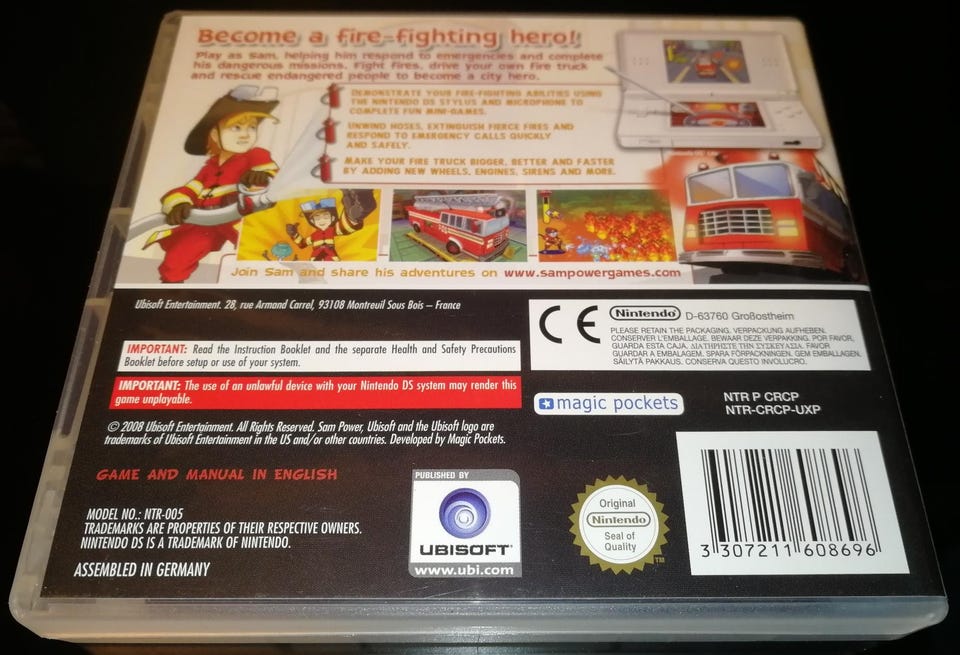 Become a fire-fighting hero!
Play as Sam, helping him respond to emergencies and complete
his dangerous missions. Fight fires, drive your own fire truck
and rescue endangered people to become a city hero.
DEMONSTRATE YOUR FIRE-FIGHTING ABILITIES USING
THE NINTENDO DS STYLUS AND MICROPHONE TO
COMPLETE FUN MINI-GAMES.
UNWIND HOSES, EXTINGUISH FIERCE FIRES AND
RESPOND TO EMERGENCY CALLS QUICKLY
AND SAFELY.
MAKE YOUR FIRE TRUCK BIGGER, BETTER AND FASTER
BY ADDING NEW WHEELS, ENGINES, SIRENS AND MORE.
Join Sam and share his adventures on www.sampowergames.com
Ubisoft Entertainment. 28, rue Armand Carrel, 93108 Montreuil Sous Bois – France
IMPORTANT: Read the Instruction Booklet and the separate Health and Safety Precautions
Booklet before setup or use of your system.
IMPORTANT: The use of an unlawful device with your Nintendo DS system may render this
game unplayable.
© 2008 Ubisoft Entertainment. All Rights Reserved. Sam Power, Ubisoft and the Ubisoft logo are
trademarks of Ubisoft Entertainment in the US and/or other countries. Developed by Magic Pockets.
GAME AND MANUAL IN ENGLISH
MODEL NO.: NTR-005
TRADEMARKS ARE PROPERTIES OF THEIR RESPECTIVE OWNERS.
NINTENDO DS IS A TRADEMARK OF NINTENDO.
ASSEMBLED IN GERMANY
PUBLISHED BY
UBISOFT
www.ubi.com
CE
Nintendo D-63760 Großostheim
PLEASE RETAIN THE PACKAGING. VERPACKUNG AUFHEBEN.
CONSERVER L'EMBALLAGE. BEWAAR DEZE VERPAKKING. POR FAVOR,
GUARDA ESTA CAJA. ΔΙΑΤΗΡΗΣΤΕ ΤΗΝ ΣΥΣΚΕΥΑΣΙΑ. FAVOR
GUARDAR A EMBALAGEM. SPARA FÖRPACKNINGEN. GEM EMBALLAGEN.
SÄILYTÄ PAKKAUS. CONSERVA QUESTO INVOLUCRO.
magic pockets
NTR P CRCP
NTR-CRCP-UXP
Original
Nintendo
Seal of
Quality
TM
3 307211 608696